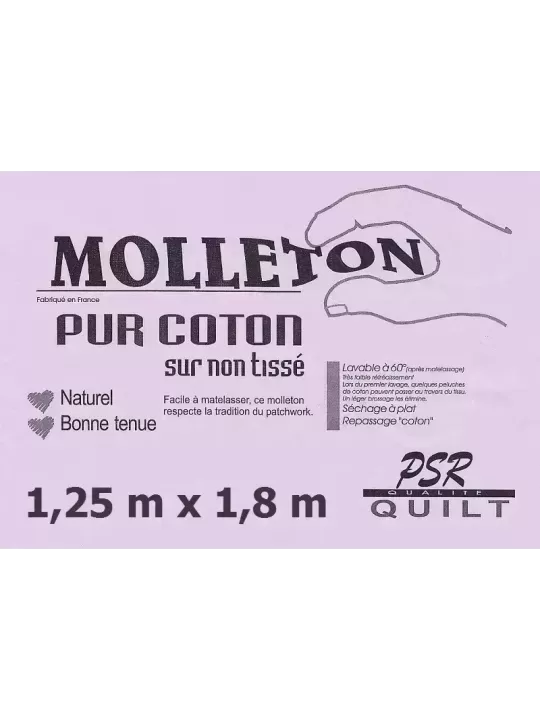 MOLLETON
Fabriqué en France
PUR COTON
sur non tissé
Naturel
Bonne tenue
Facile à matelasser, ce molleton
respecte la tradition du patchwork.
Lavable à 60° (après matelassage)
Très faible rétrécissement
Lors du premier lavage, quelques peluches
de coton peuvent passer au travers du tissu.
Un léger brossage les élimine.
Séchage à plat
Repassage "coton"
1,25 m x 1,8 m
PSR
QUALITE
QUILT